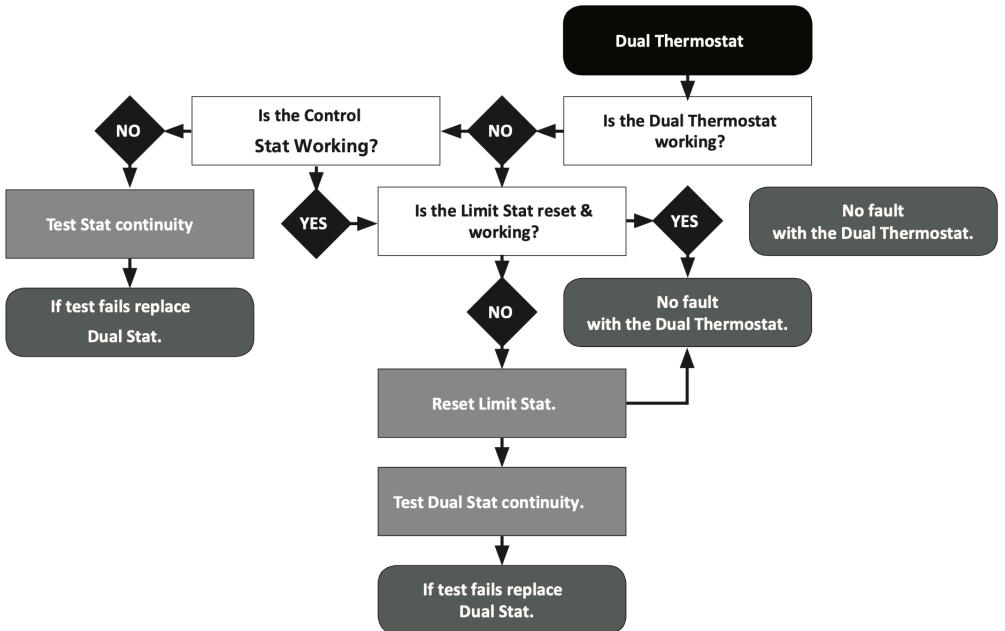 Dual Thermostat
NO
Is the Control
Stat Working?
NO
Is the Dual Thermostat
working?
Test Stat continuity
YES
Is the Limit Stat reset &
working?
YES
No fault
with the Dual Thermostat.
If test fails replace
Dual Stat.
NO
No fault
with the Dual Thermostat.
Reset Limit Stat.
Test Dual Stat continuity.
If test fails replace
Dual Stat.